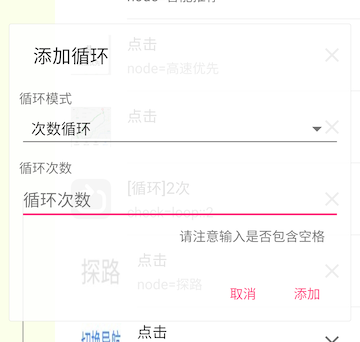 添加循环
点击
node=高速优先
循环模式
点击
次数循环
循环次数
[循环]2次
循环次数
请注意输入是否包含空格
点击
探路
node=探路
取消
添加
点击